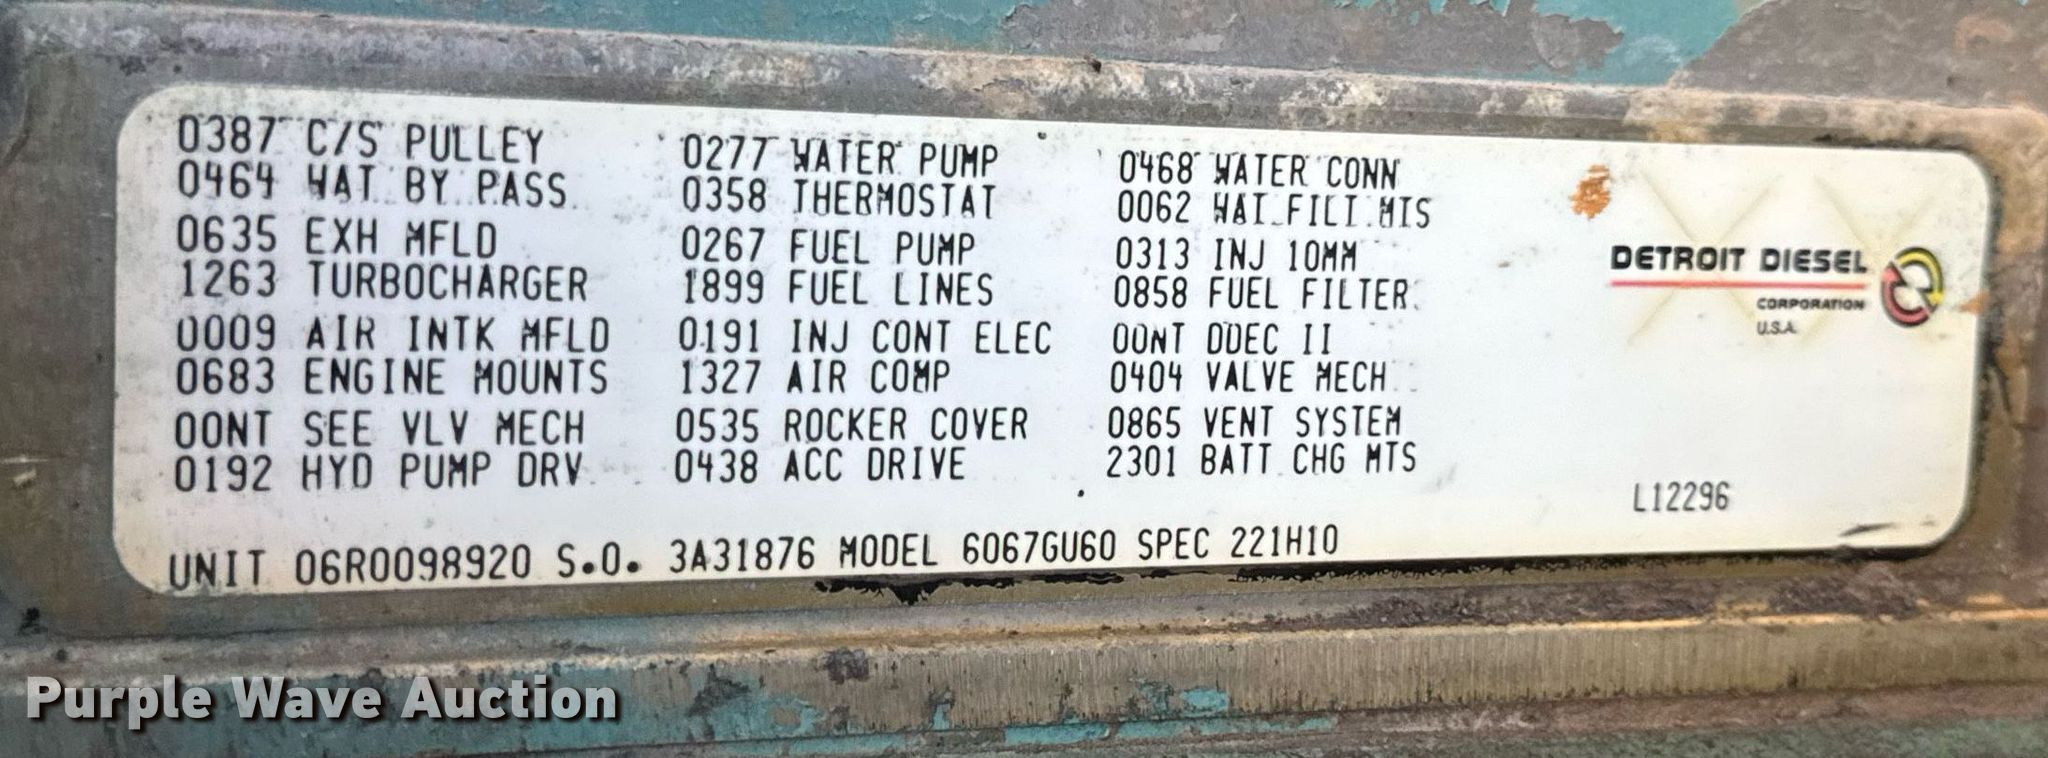 0387 C/S PULLEY 0277 WATER PUMP 0468 WATER CONN
0464 WAT BY PASS 0358 THERMOSTAT 0062 WAT FILT MTS
0635 EXH MFLD 0267 FUEL PUMP 0313 INJ 10MM
1263 TURBOCHARGER 1899 FUEL LINES 0858 FUEL FILTER
0009 AIR INTK MFLD 0191 INJ CONT ELEC 00NT DDEC II
0683 ENGINE MOUNTS 1327 AIR COMP 0404 VALVE MECH
00NT SEE VLV MECH 0535 ROCKER COVER 0865 VENT SYSTEM
0192 HYD PUMP DRV 0438 ACC DRIVE 2301 BATT CHG MTS
UNIT 06R0098920 S.O. 3A31876 MODEL 6067GU60 SPEC 221H10
DETROIT DIESEL
CORPORATION
U.S.A.
L12296
Purple Wave Auction